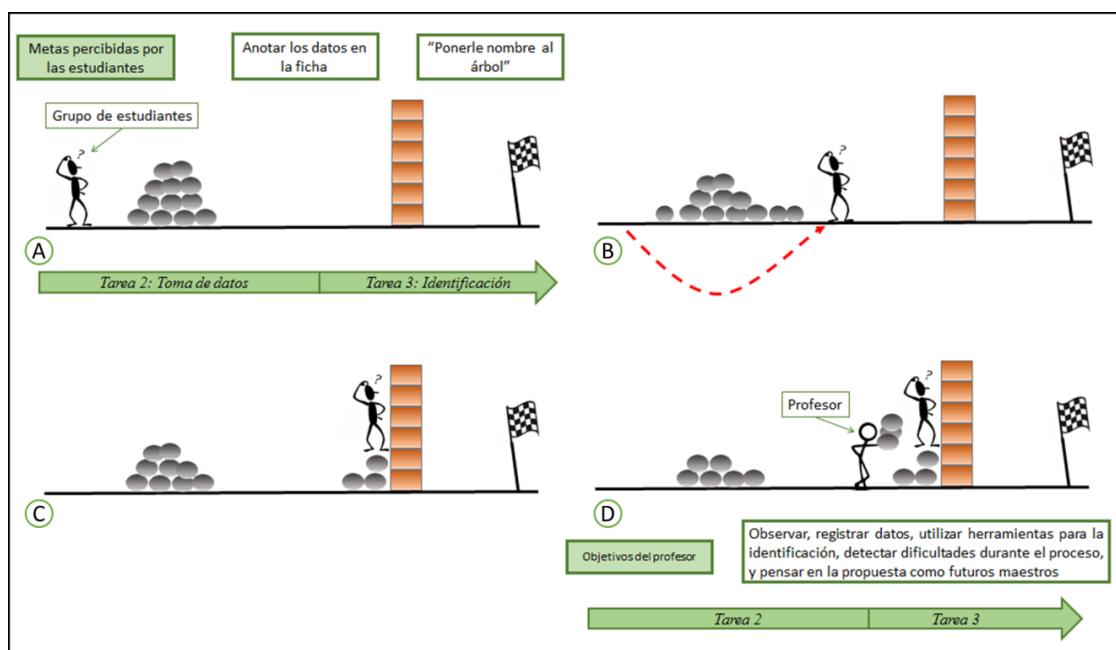 Metas percibidas por
las estudiantes
Anotar los datos en
la ficha
“Ponerle nombre al
árbol”
Grupo de estudiantes
?
?
A
B
Tarea 2: Toma de datos
Tarea 3: Identificación
?
?
Profesor
C
D
Objetivos del profesor
Observar, registrar datos, utilizar herramientas para la
identificación, detectar dificultades durante el proceso,
y pensar en la propuesta como futuros maestros
Tarea 2
Tarea 3